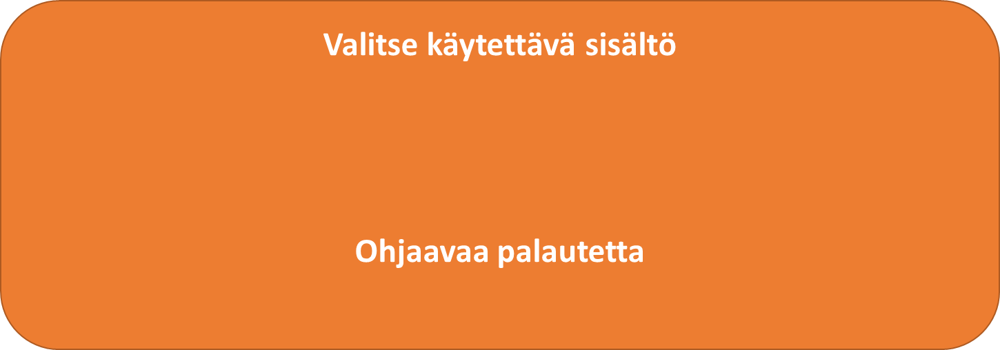 Valitse käytettävä sisältö
Ohjaavaa palautetta